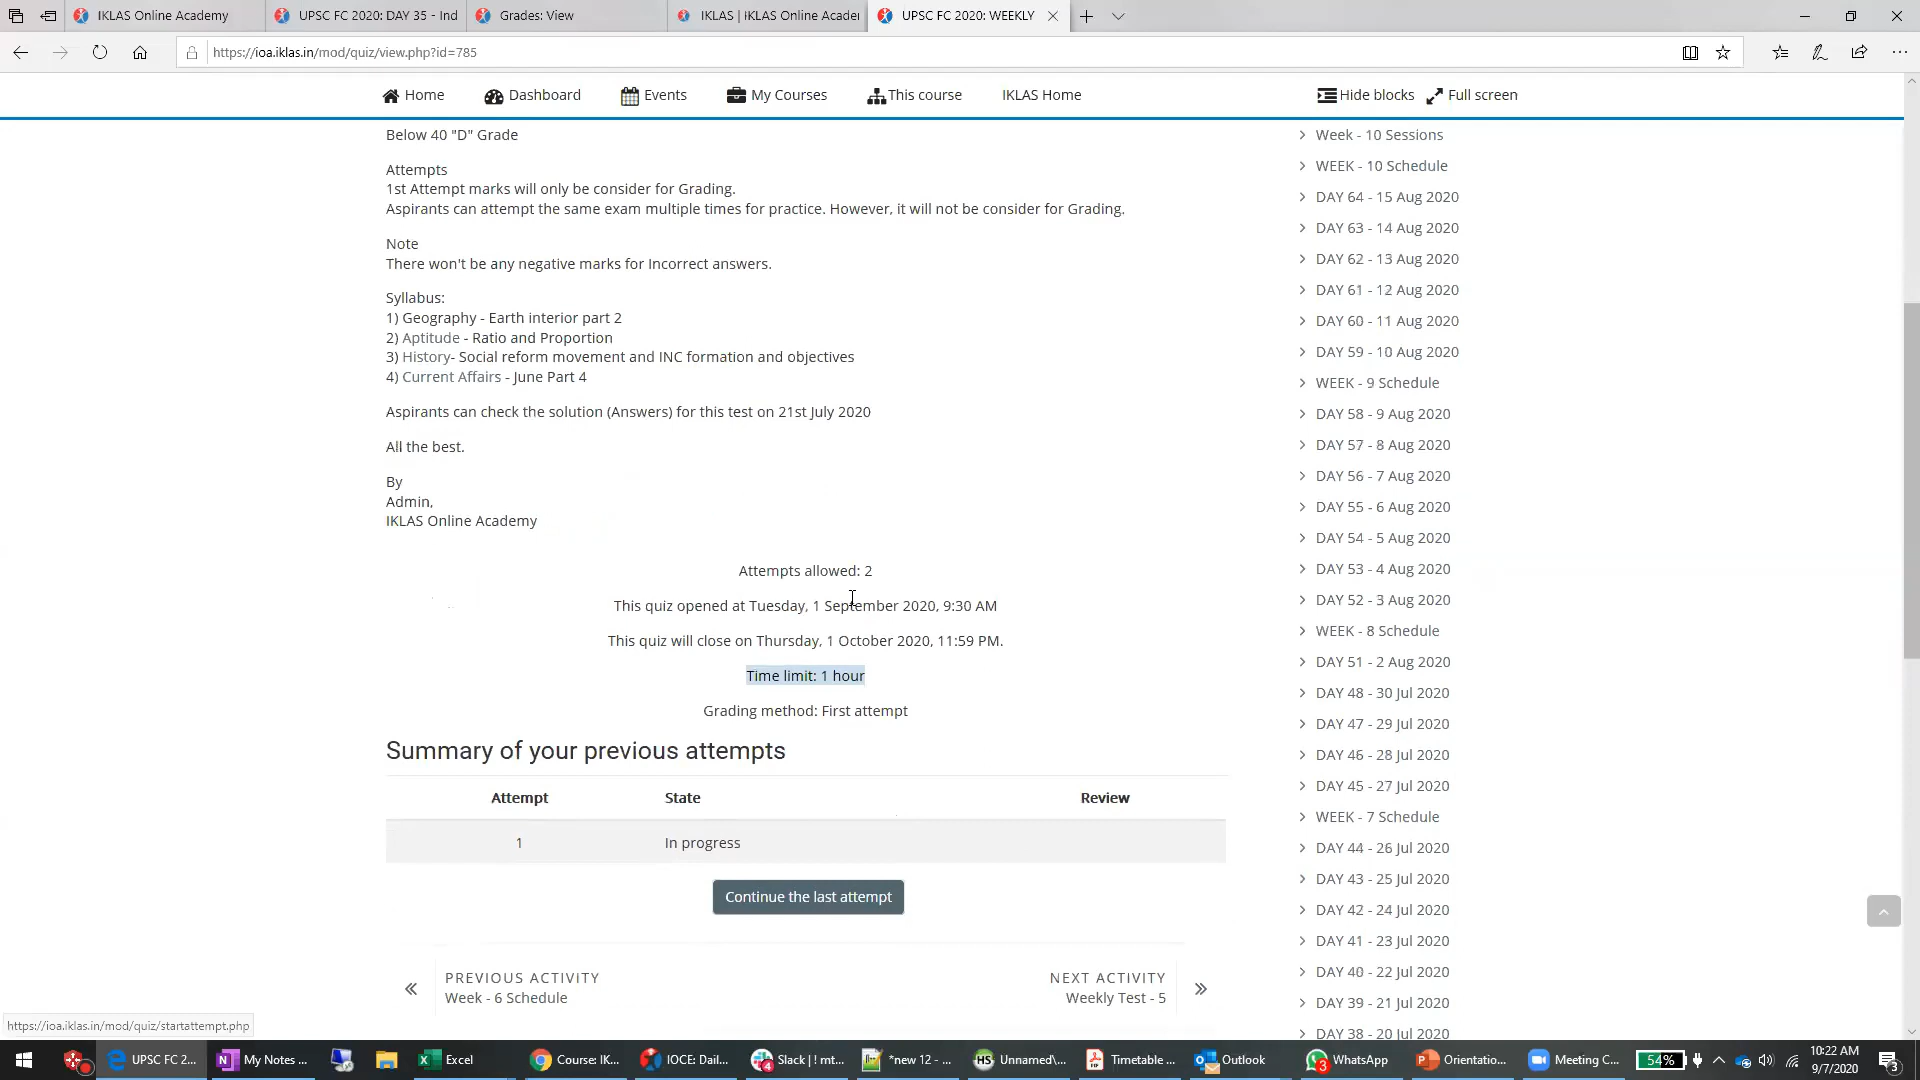 IKLAS Online Academy
UPSC FC 2020: DAY 35 - Ind
Grades: View
IKLAS | iKLAS Online Acader
UPSC FC 2020: WEEKLY
https://ioa.iklas.in/mod/quiz/view.php?id=785
Home
Dashboard
Events
My Courses
This course
IKLAS Home
Hide blocks
Full screen
Below 40 "D" Grade
Attempts
1st Attempt marks will only be consider for Grading.
Aspirants can attempt the same exam multiple times for practice. However, it will not be consider for Grading.
Note
There won't be any negative marks for Incorrect answers.
Syllabus:
1) Geography - Earth interior part 2
2) Aptitude - Ratio and Proportion
3) History- Social reform movement and INC formation and objectives
4) Current Affairs - June Part 4
Aspirants can check the solution (Answers) for this test on 21st July 2020
All the best.
By
Admin,
IKLAS Online Academy
Attempts allowed: 2
This quiz opened at Tuesday, 1 September 2020, 9:30 AM
This quiz will close on Thursday, 1 October 2020, 11:59 PM.
Time limit: 1 hour
Grading method: First attempt
Summary of your previous attempts
Attempt State Review
1 In progress
Continue the last attempt
PREVIOUS ACTIVITY
Week - 6 Schedule
NEXT ACTIVITY
Weekly Test - 5
Week - 10 Sessions
WEEK - 10 Schedule
DAY 64 - 15 Aug 2020
DAY 63 - 14 Aug 2020
DAY 62 - 13 Aug 2020
DAY 61 - 12 Aug 2020
DAY 60 - 11 Aug 2020
DAY 59 - 10 Aug 2020
WEEK - 9 Schedule
DAY 58 - 9 Aug 2020
DAY 57 - 8 Aug 2020
DAY 56 - 7 Aug 2020
DAY 55 - 6 Aug 2020
DAY 54 - 5 Aug 2020
DAY 53 - 4 Aug 2020
DAY 52 - 3 Aug 2020
WEEK - 8 Schedule
DAY 51 - 2 Aug 2020
DAY 48 - 30 Jul 2020
DAY 47 - 29 Jul 2020
DAY 46 - 28 Jul 2020
DAY 45 - 27 Jul 2020
WEEK - 7 Schedule
DAY 44 - 26 Jul 2020
DAY 43 - 25 Jul 2020
DAY 42 - 24 Jul 2020
DAY 41 - 23 Jul 2020
DAY 40 - 22 Jul 2020
DAY 39 - 21 Jul 2020
DAY 38 - 20 Jul 2020
https://ioa.iklas.in/mod/quiz/startattempt.php
UPSC FC 2...
My Notes ...
Excel
Course: IK...
IOCE: Dail...
Slack | ! mt...
*new 12 - ...
Unnamed\...
Timetable ...
Outlook
WhatsApp
Orientatio...
Meeting C...
54%
10:22 AM
9/7/2020